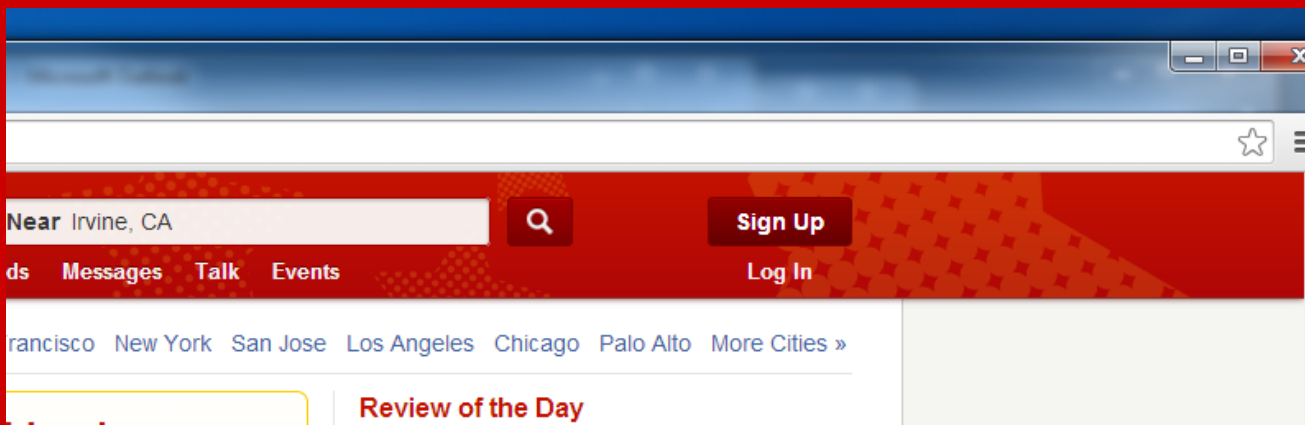 Near Irvine, CA Sign Up
ds Messages Talk Events Log In
rancisco New York San Jose Los Angeles Chicago Palo Alto More Cities »
Review of the Day